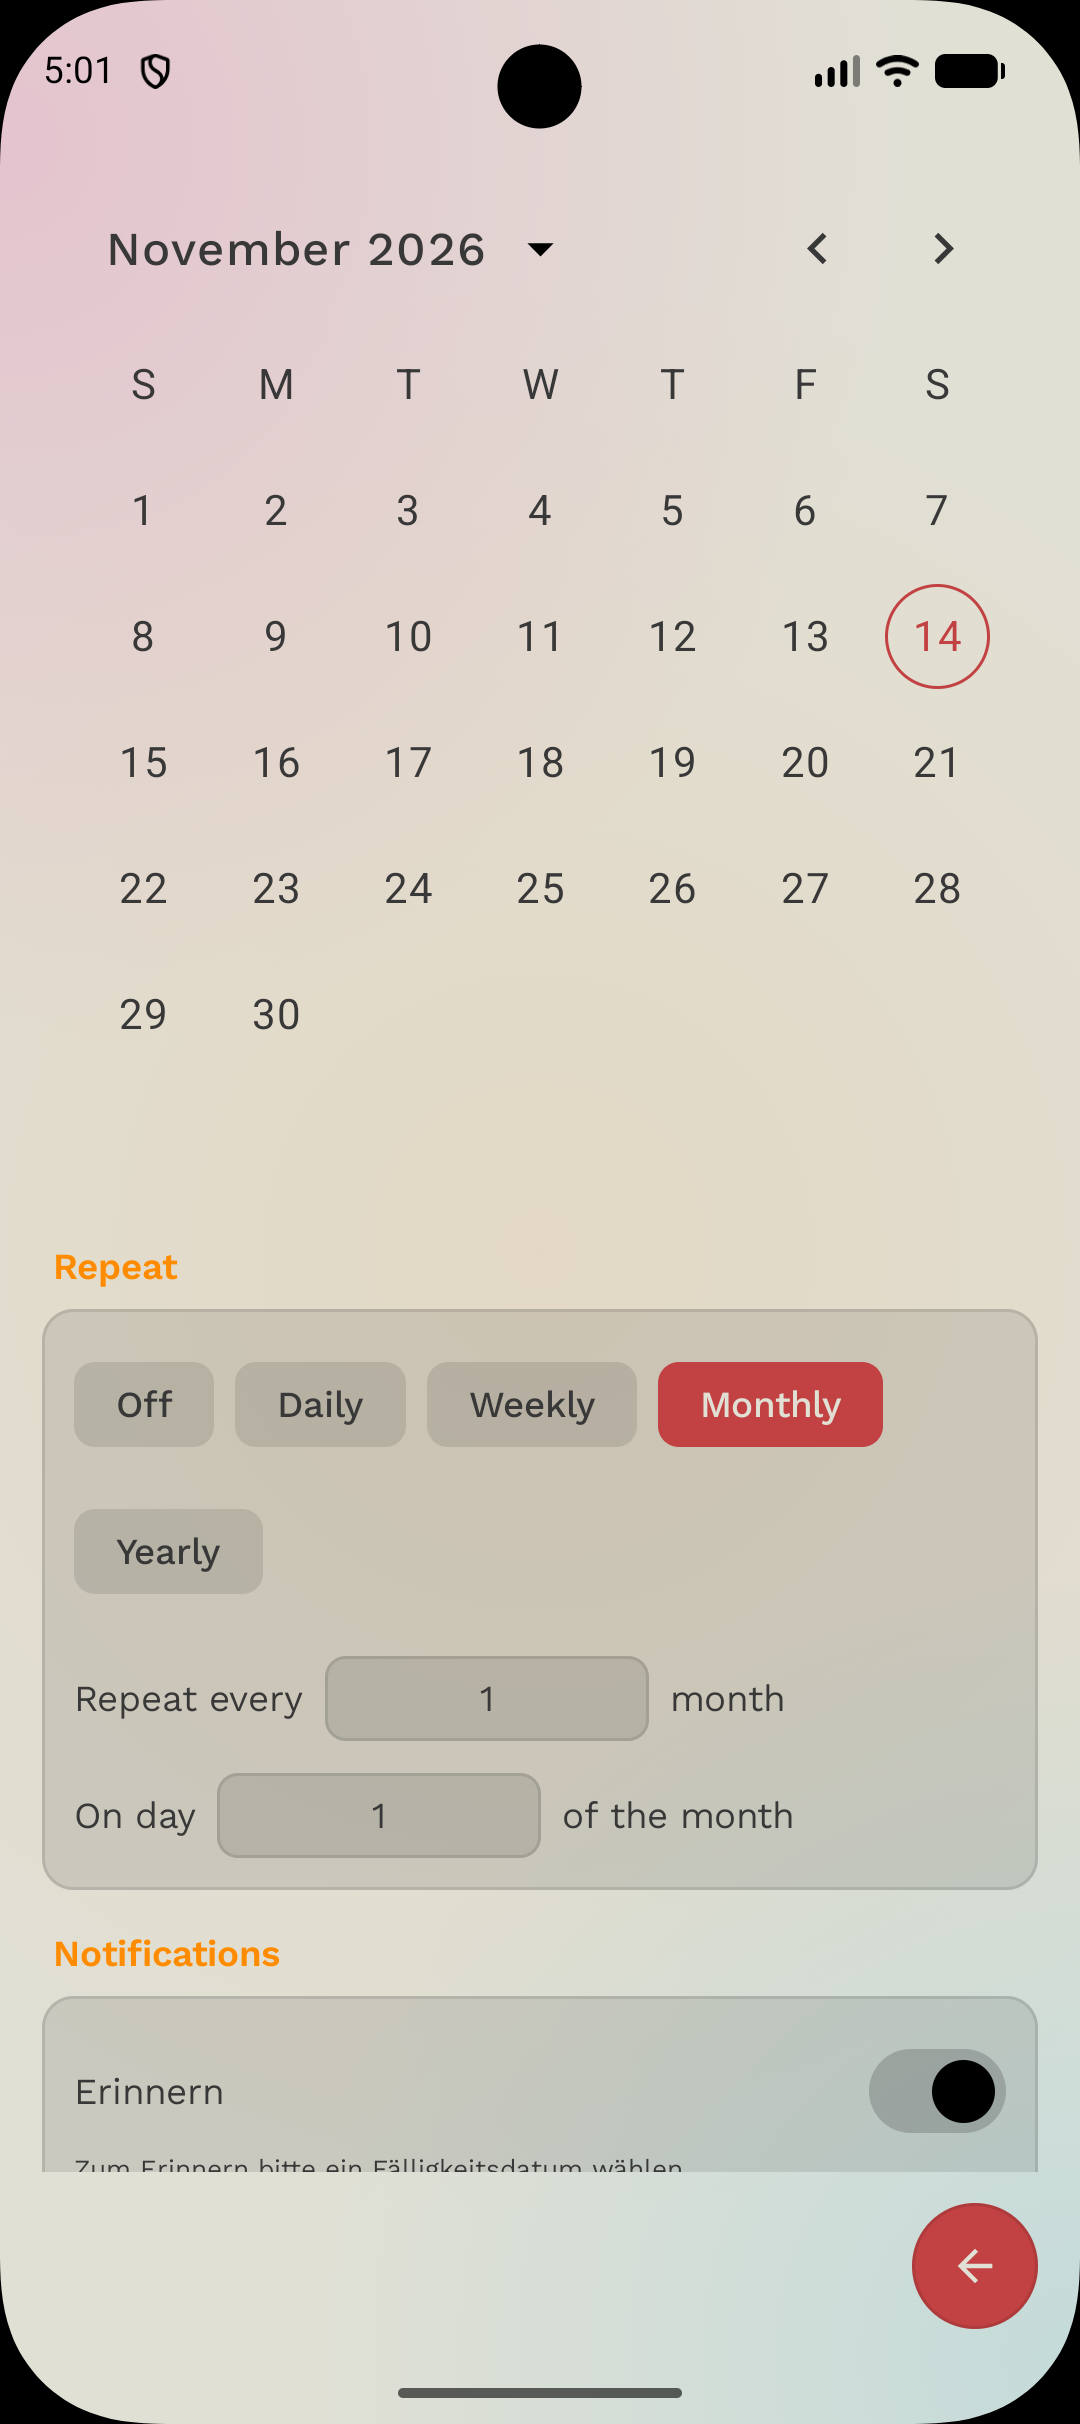 5:01
November 2026
S M T W T F S
1 2 3 4 5 6 7
8 9 10 11 12 13 14
15 16 17 18 19 20 21
22 23 24 25 26 27 28
29 30
Repeat
Off Daily Weekly Monthly
Yearly
Repeat every 1 month
On day 1 of the month
Notifications
Erinnern
Zum Erinnern bitte ein Fälligkeitsdatum wählen